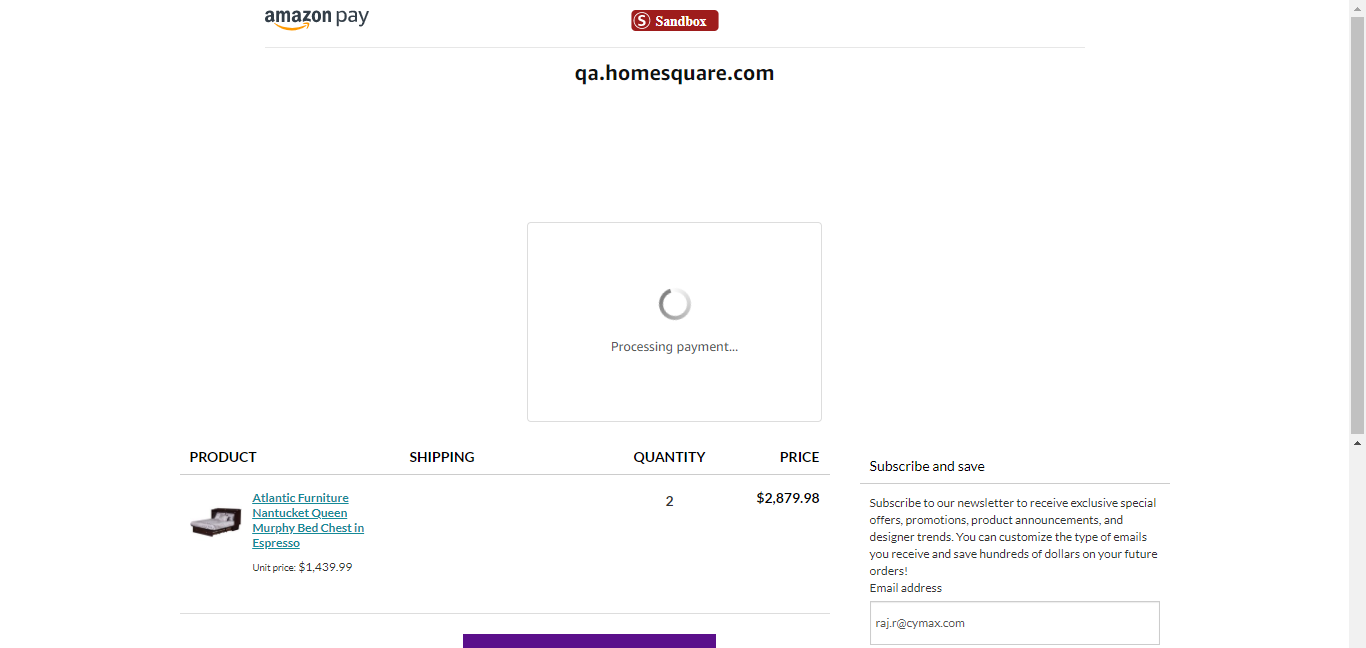 amazon pay
S Sandbox
qa.homesquare.com
Processing payment...
PRODUCT SHIPPING QUANTITY PRICE
Atlantic Furniture
Nantucket Queen
Murphy Bed Chest in
Espresso
Unit price: $1,439.99
2
$2,879.98
Subscribe and save
Subscribe to our newsletter to receive exclusive special
offers, promotions, product announcements, and
designer trends. You can customize the type of emails
you receive and save hundreds of dollars on your future
orders!
Email address
raj.r@cymax.com